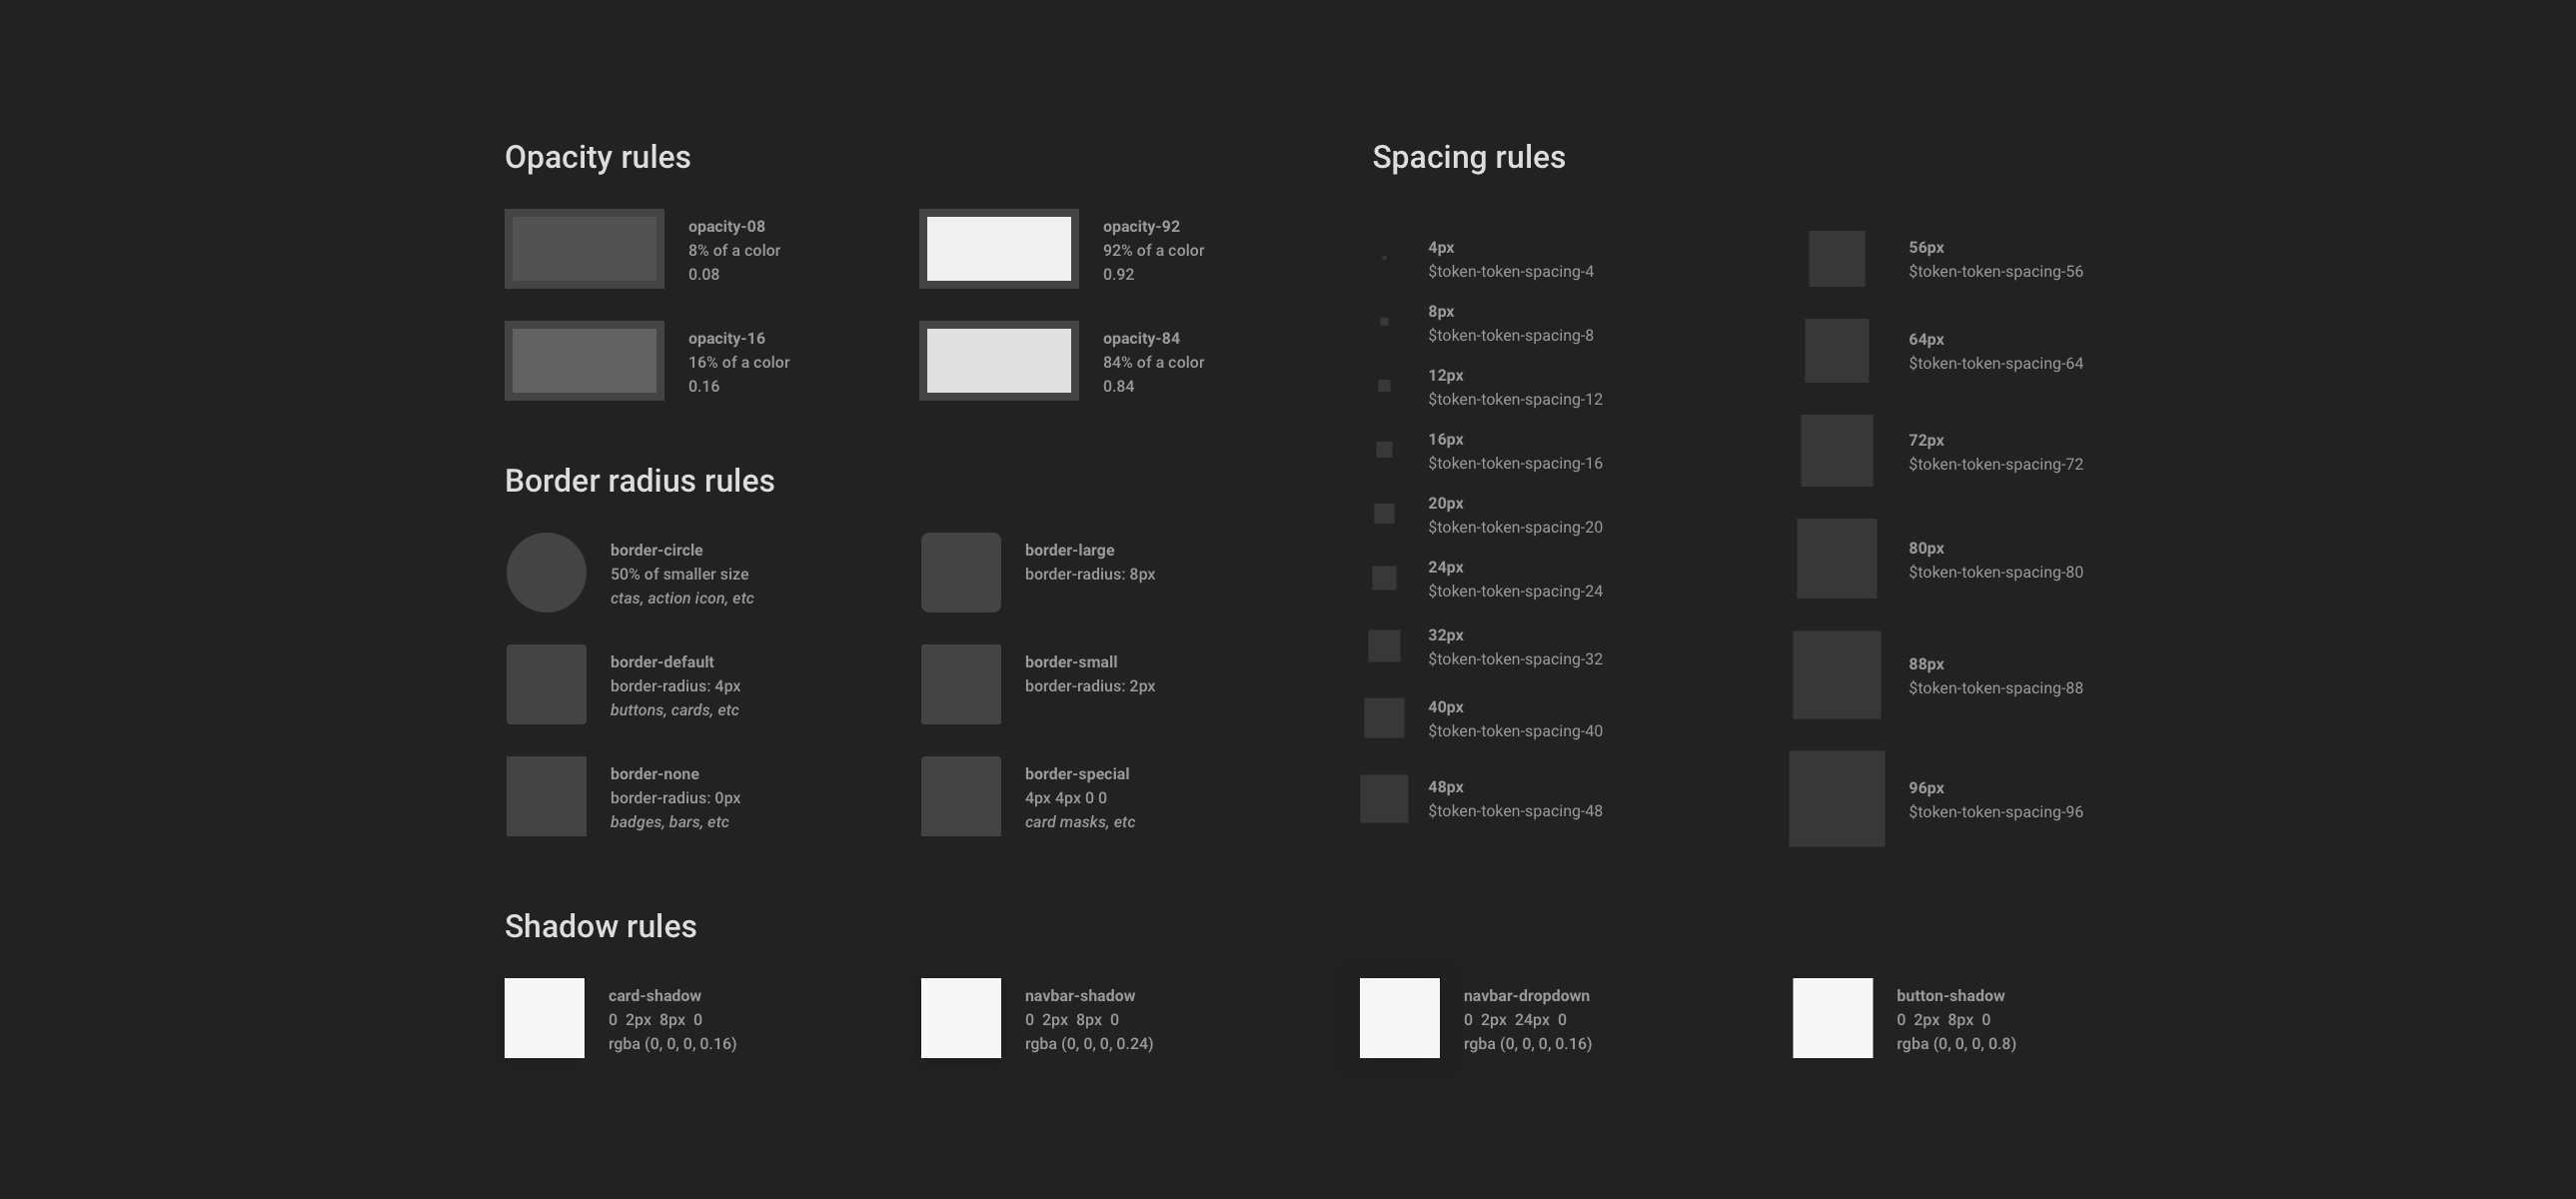 Opacity rules
opacity-08
8% of a color
0.08
opacity-92
92% of a color
0.92
opacity-16
16% of a color
0.16
opacity-84
84% of a color
0.84
Border radius rules
border-circle
50% of smaller size
ctas, action icon, etc
border-large
border-radius: 8px
border-default
border-radius: 4px
buttons, cards, etc
border-small
border-radius: 2px
border-none
border-radius: 0px
badges, bars, etc
border-special
4px 4px 0 0
card masks, etc
Spacing rules
4px
$token-token-spacing-4
8px
$token-token-spacing-8
12px
$token-token-spacing-12
16px
$token-token-spacing-16
20px
$token-token-spacing-20
24px
$token-token-spacing-24
32px
$token-token-spacing-32
40px
$token-token-spacing-40
48px
$token-token-spacing-48
56px
$token-token-spacing-56
64px
$token-token-spacing-64
72px
$token-token-spacing-72
80px
$token-token-spacing-80
88px
$token-token-spacing-88
96px
$token-token-spacing-96
Shadow rules
card-shadow
0 2px 8px 0
rgba (0, 0, 0, 0.16)
navbar-shadow
0 2px 8px 0
rgba (0, 0, 0, 0.24)
navbar-dropdown
0 2px 24px 0
rgba (0, 0, 0, 0.16)
button-shadow
0 2px 8px 0
rgba (0, 0, 0, 0.8)